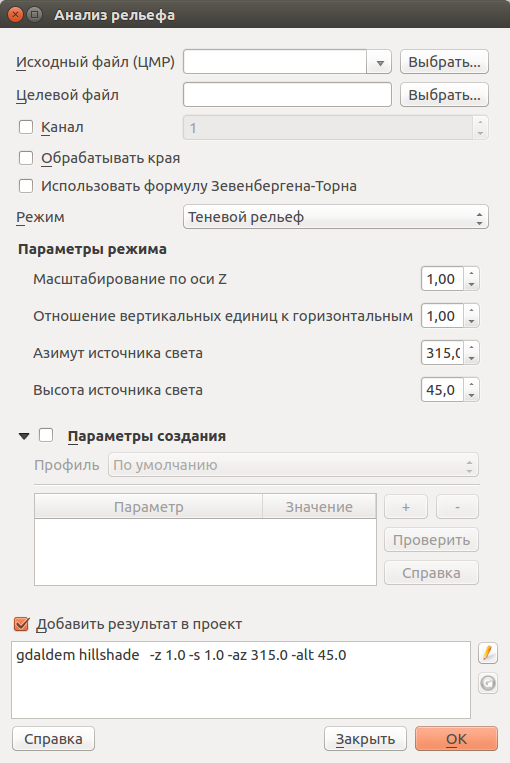 Анализ рельефа
Исходный файл (ЦМР) Выбрать...
Целевой файл Выбрать...
Канал 1
Обрабатывать края
Использовать формулу Зевенбергена-Торна
Режим Теневой рельеф
Параметры режима
Масштабирование по оси Z 1,00
Отношение вертикальных единиц к горизонтальным 1,00
Азимут источника света 315,0
Высота источника света 45,0
Параметры создания
Профиль По умолчанию
Параметр Значение + -
Проверить
Справка
Добавить результат в проект
gdaldem hillshade -z 1.0 -s 1.0 -az 315.0 -alt 45.0
Справка Закрыть OK